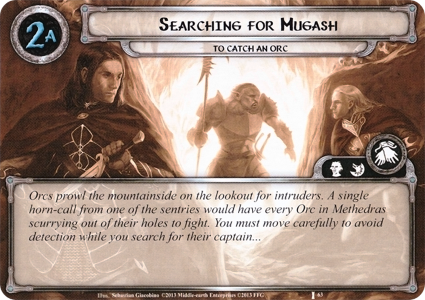 2A
SEARCHING FOR MUGASH
TO CATCH AN ORC
Orcs prowl the mountainside on the lookout for intruders. A single
horn-call from one of the sentries would have every Orc in Methedras
scurrying out of their holes to fight. You must move carefully to avoid
detection while you search for their captain...
Illus. Sebastian Giacobino ©2013 Middle-earth Enterprises ©2013 FFG
63